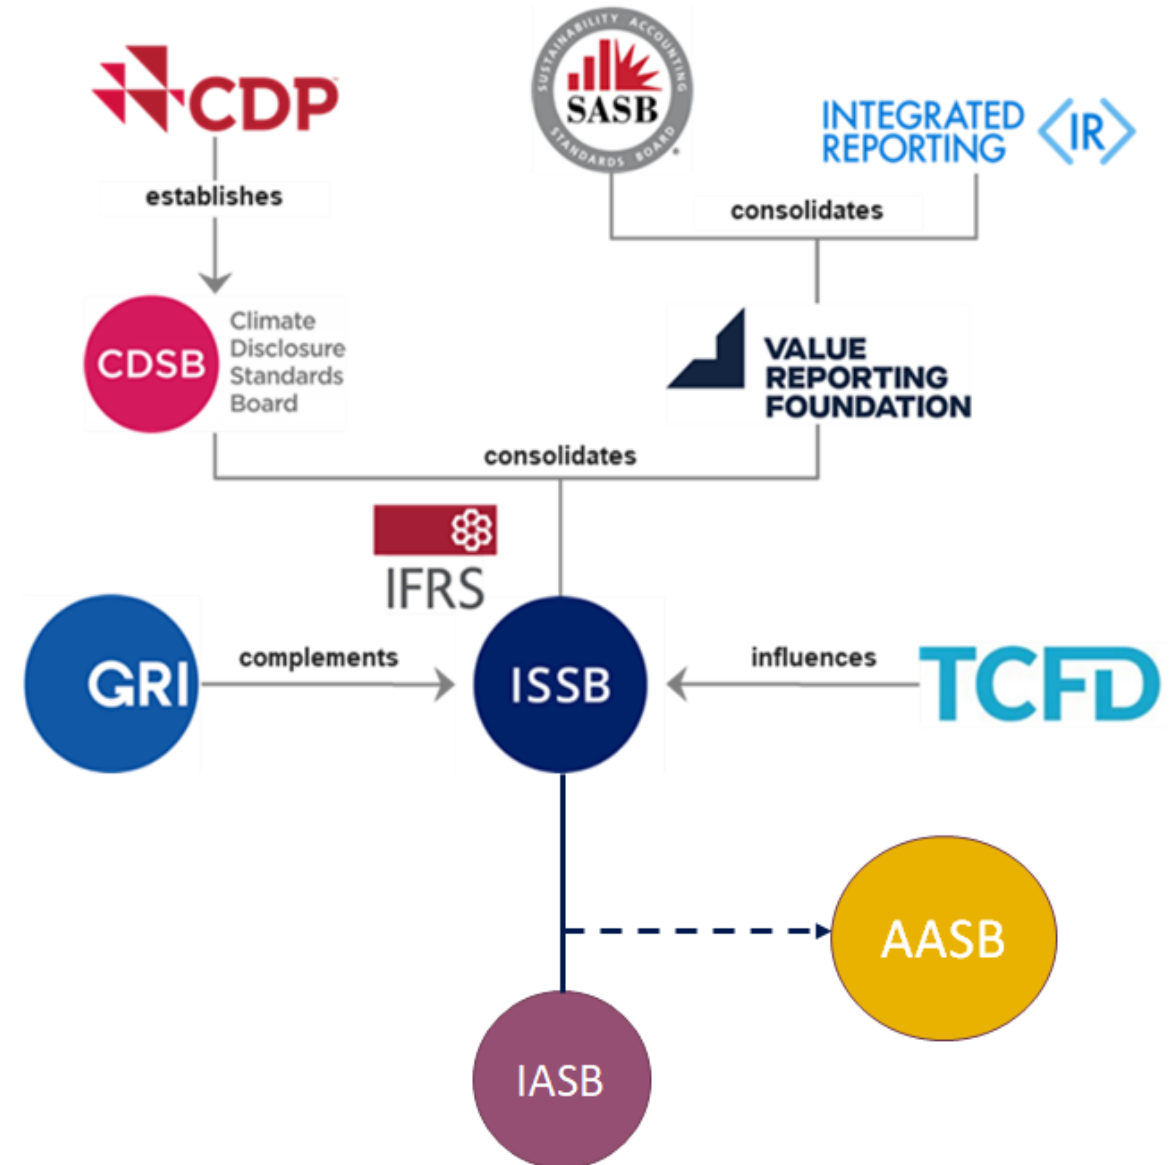 CDP
SUSTAINABILITY ACCOUNTING
SASB
STANDARDS BOARD
INTEGRATED
REPORTING
<IR>
establishes
consolidates
CDSB
Climate
Disclosure
Standards
Board
VALUE
REPORTING
FOUNDATION
consolidates
IFRS
GRI
complements
ISSB
influences
TCFD
AASB
IASB